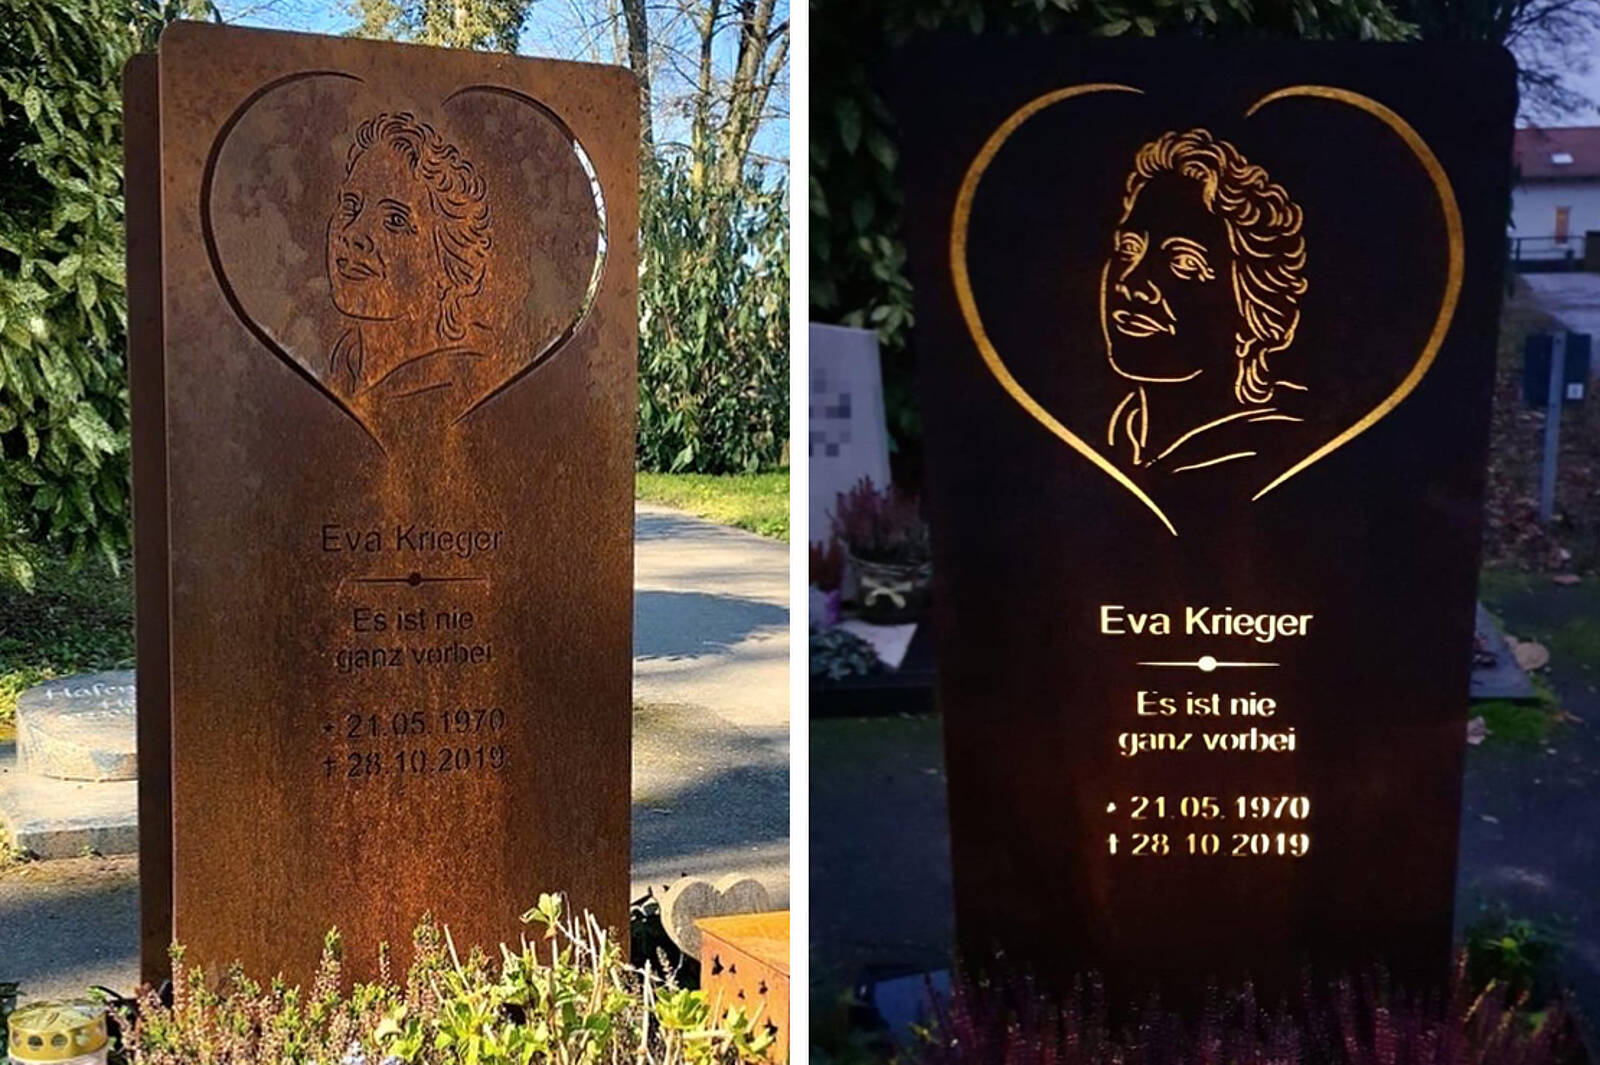 Eva Krieger
Es ist nie
ganz vorbei
* 21.05.1970
† 28.10.2019
Eva Krieger
Es ist nie
ganz vorbei
* 21.05.1970
† 28.10.2019